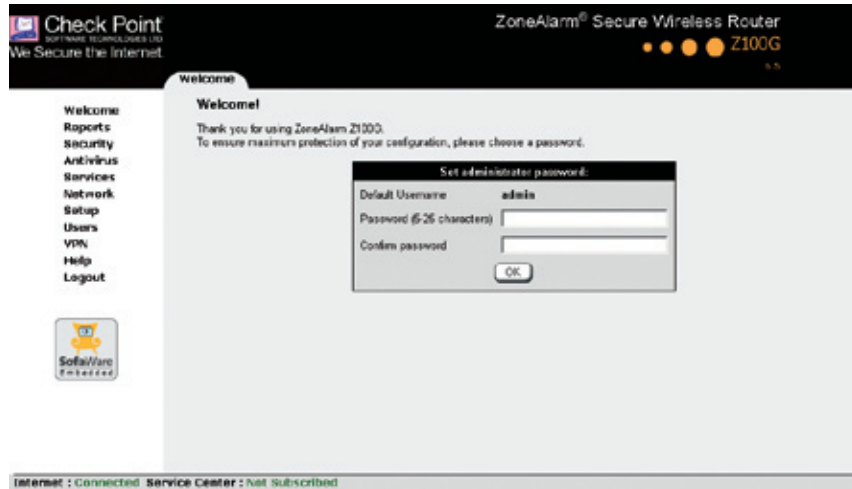 Check Point
SOFTWARE TECHNOLOGIES LTD.
We Secure the Internet.
ZoneAlarm® Secure Wireless Router
Z100G
Welcome
Welcome
Reports
Security
Antivirus
Services
Network
Setup
Users
VPN
Help
Logout
SofaWare
Embedded
Welcome!
Thank you for using ZoneAlarm Z100G.
To ensure maximum protection of your configuration, please choose a password.
Set administrator password:
Default Username admin
Password (5-25 characters)
Confirm password
OK
Internet : Connected Service Center : Not Subscribed